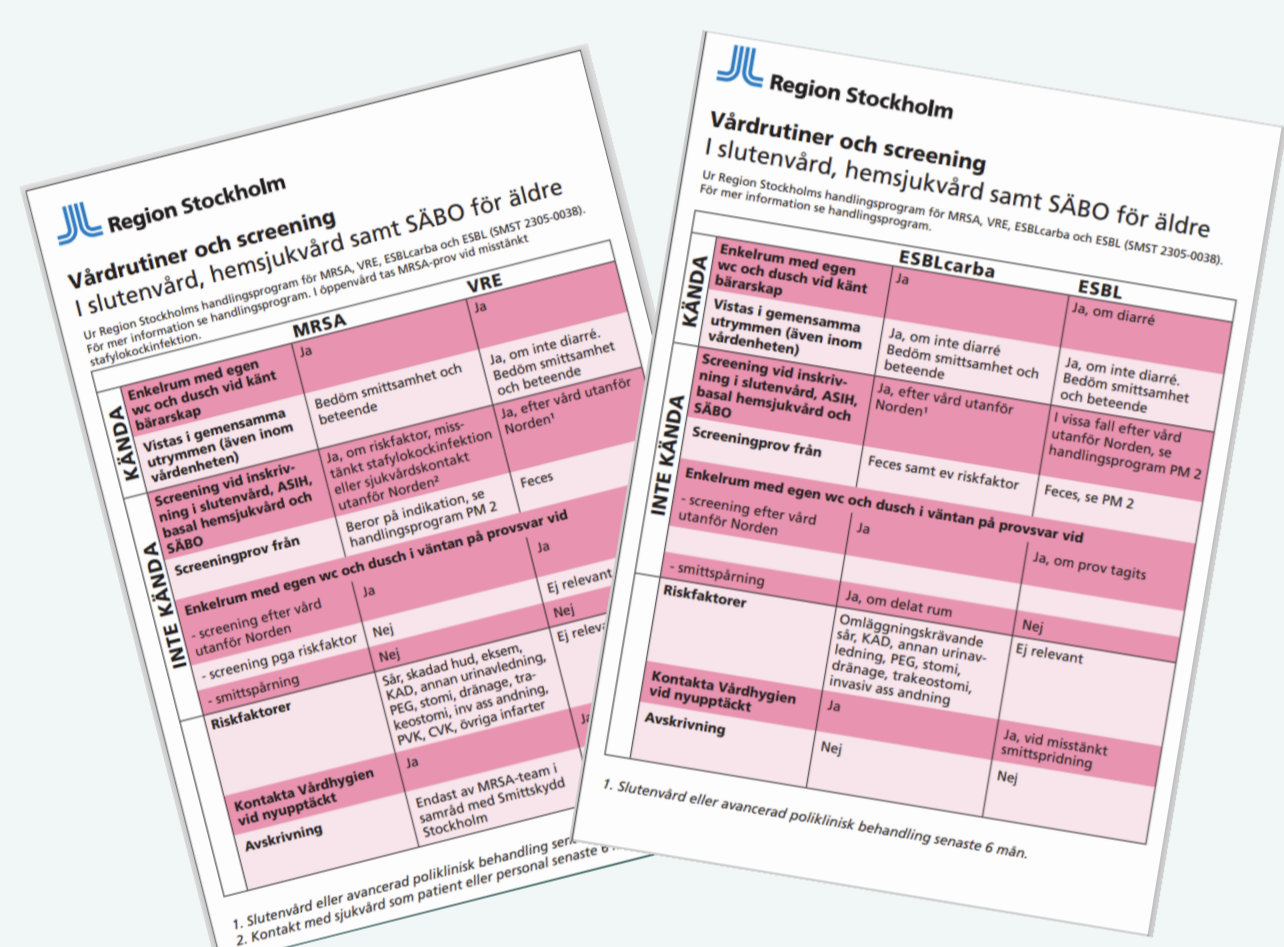 Region Stockholm
Vårdrutiner och screening
I slutenvård, hemsjukvård samt SÄBO för äldre
Ur Region Stockholms handlingsprogram för MRSA, VRE, ESBLcarba och ESBL (SMST 2305-0038).
För mer information se handlingsprogram. I öppenvård tas MRSA-prov vid misstänkt
stafylokockinfektion.
MRSA
VRE
KÄNDA
Enkelrum med egen
wc och dusch vid känt
bärarskap
Ja
Ja
Vistas i gemensamma
utrymmen (även inom
vårdenheten)
Bedöm smittsamhet och
beteende
Ja, om inte diarré.
Bedöm smittsamhet
och beteende
INTE KÄNDA
Screening vid inskriv-
ning i slutenvård, ASIH,
basal hemsjukvård och
SÄBO
Ja, om riskfaktor, miss-
tänkt stafylokockinfektion
eller sjukvårdskontakt
utanför Norden²
Ja, efter vård utanför
Norden¹
Screeningprov från
Beror på indikation, se
handlingsprogram PM 2
Feces
Enkelrum med egen wc och dusch i väntan på provsvar vid
- screening efter vård
utanför Norden
Ja
Ja
- screening pga riskfaktor
Nej
Ej relevant
- smittspårning
Nej
Nej
Riskfaktorer
Sår, skadad hud, eksem,
KAD, annan urinavledning,
PEG, stomi, dränage, tra-
keostomi, inv ass andning,
PVK, CVK, övriga infarter
Ej
Kontakta Vårdhygien
vid nyupptäckt
Ja
Avskrivning
Endast av MRSA-team i
samråd med Smittskydd
Stockholm
1. Slutenvård eller avancerad poliklinisk behandling
2. Kontakt med sjukvård som patient eller personal senaste
Region Stockholm
Vårdrutiner och screening
I slutenvård, hemsjukvård samt SÄBO för äldre
Ur Region Stockholms handlingsprogram för MRSA, VRE, ESBLcarba och ESBL (SMST 2305-0038).
För mer information se handlingsprogram.
ESBLcarba
ESBL
KÄNDA
Enkelrum med egen
wc och dusch vid känt
bärarskap
Ja
Ja, om diarré
Vistas i gemensamma
utrymmen (även inom
vårdenheten)
Ja, om inte diarré
Bedöm smittsamhet och
beteende
Ja, om inte diarré.
Bedöm smittsamhet
och beteende
INTE KÄNDA
Screening vid inskriv-
ning i slutenvård, ASIH,
basal hemsjukvård och
SÄBO
Ja, efter vård utanför
Norden¹
I vissa fall efter vård
utanför Norden, se
handlingsprogram PM 2
Screeningprov från
Feces samt ev riskfaktor
Feces, se PM 2
Enkelrum med egen wc och dusch i väntan på provsvar vid
- screening efter vård
utanför Norden
Ja
Ja, om prov tagits
- smittspårning
Ja, om delat rum
Nej
Riskfaktorer
Omläggningskrävande
sår, KAD, annan urinav-
ledning, PEG, stomi,
dränage, trakeostomi,
invasiv ass andning
Ej relevant
Kontakta Vårdhygien
vid nyupptäckt
Ja
Ja, vid misstänkt
smittspridning
Avskrivning
Nej
Nej
1. Slutenvård eller avancerad poliklinisk behandling senaste 6 mån.